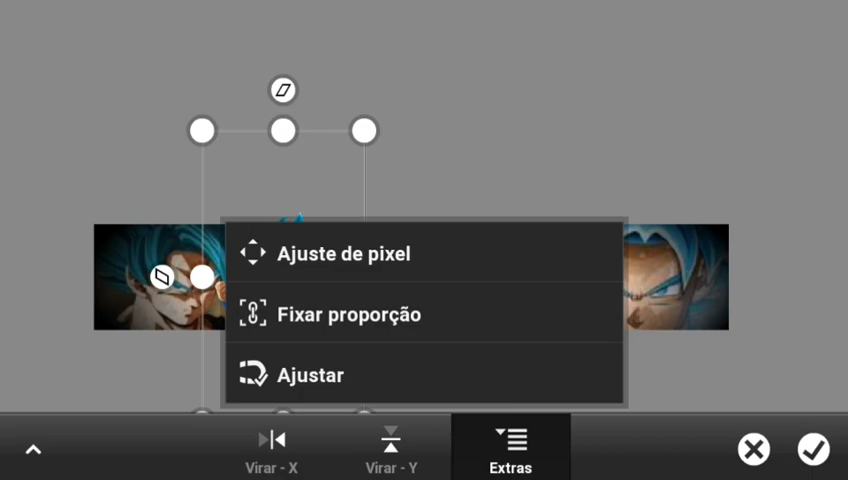 Ajuste de pixel
Fixar proporção
Ajustar
Virar - X
Virar - Y
Extras